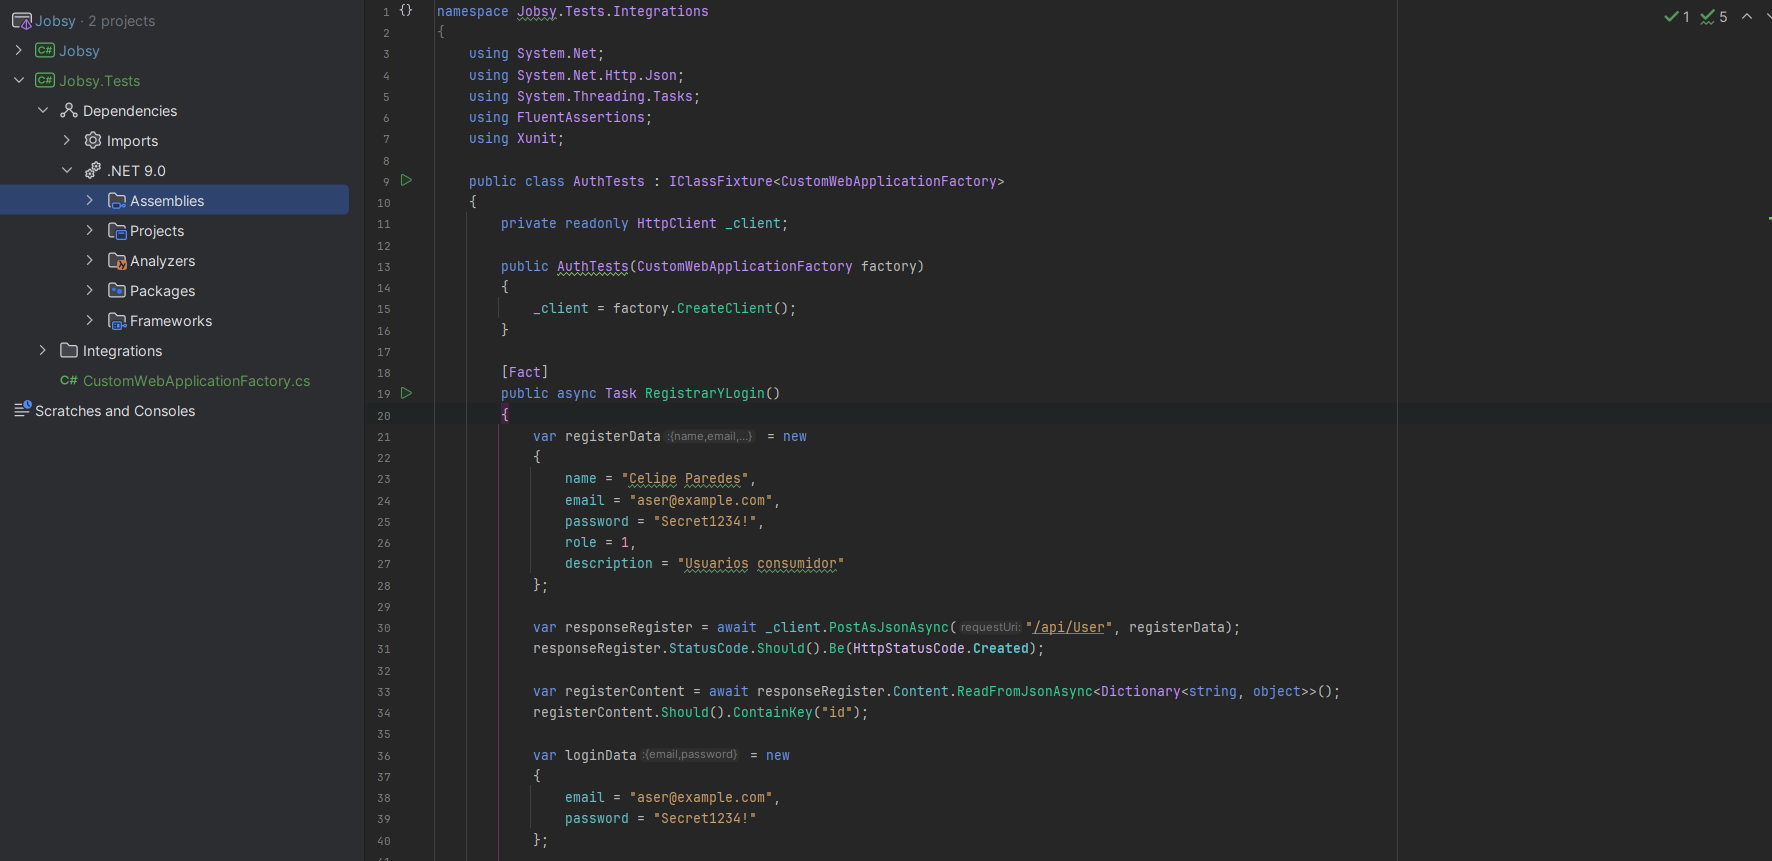 Jobsy · 2 projects
C# Jobsy
C# Jobsy.Tests
Dependencies
Imports
.NET 9.0
Assemblies
Projects
Analyzers
Packages
Frameworks
Integrations
C# CustomWebApplicationFactory.cs
Scratches and Consoles
1 5
1 {} namespace Jobsy.Tests.Integrations
2 {
3 using System.Net;
4 using System.Net.Http.Json;
5 using System.Threading.Tasks;
6 using FluentAssertions;
7 using Xunit;
8
9 public class AuthTests : IClassFixture<CustomWebApplicationFactory>
10 {
11 private readonly HttpClient _client;
12
13 public AuthTests(CustomWebApplicationFactory factory)
14 {
15 _client = factory.CreateClient();
16 }
17
18 [Fact]
19 public async Task RegistrarYLogin()
20 {
21 var registerData :{name,email,...} = new
22 {
23 name = "Celipe Paredes",
24 email = "aser@example.com",
25 password = "Secret1234!",
26 role = 1,
27 description = "Usuarios consumidor"
28 };
29
30 var responseRegister = await _client.PostAsJsonAsync( requestUri: "/api/User", registerData);
31 responseRegister.StatusCode.Should().Be(HttpStatusCode.Created);
32
33 var registerContent = await responseRegister.Content.ReadFromJsonAsync<Dictionary<string, object>>();
34 registerContent.Should().ContainKey("id");
35
36 var loginData :{email,password} = new
37 {
38 email = "aser@example.com",
39 password = "Secret1234!"
40 };